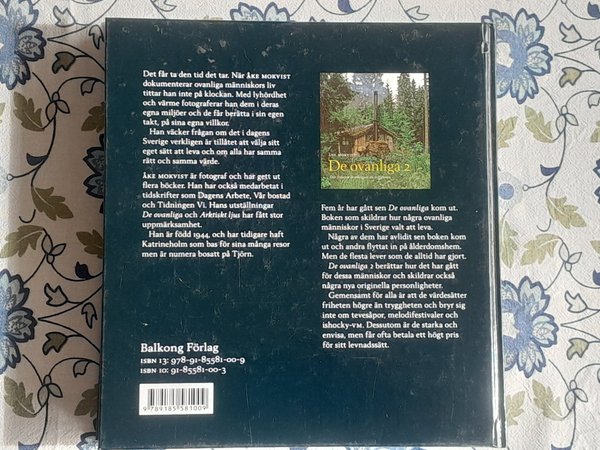 Det får ta den tid det tar. När ÅKE MOKVIST
dokumenterar ovanliga människors liv
tittar han inte på klockan. Med lyhördhet
och värme fotograferar han dem i deras
egna miljöer och de får berätta i sin egen
takt, på sina egna villkor.
Han väcker frågan om det i dagens
Sverige verkligen är tillåtet att välja sitt
eget sätt att leva och om alla har samma
rätt och samma värde.
ÅKE MOKVIST är fotograf och har gett ut
flera böcker. Han har också medarbetat i
tidskrifter som Dagens Arbete, Vår bostad
och Tidningen Vi. Hans utställningar
De ovanliga och Arktiskt ljus har fått stor
uppmärksamhet.
Han är född 1944, och har tidigare haft
Katrineholm som bas för sina många resor
men är numera bosatt på Tjörn.
Balkong Förlag
ISBN 13: 978-91-85581-00-9
ISBN 10: 91-85581-00-3
9 789185 581009
ÅKE MOKVIST
De ovanliga 2
Fem år har gått sen De ovanliga kom ut.
Boken som skildrar hur några ovanliga
människor i Sverige valt att leva.
Några av dem har avlidit sen boken kom
ut och andra flyttat in på ålderdomshem.
Men de flesta lever som de alltid har gjort.
De ovanliga 2 berättar hur det har gått
för dessa människor och skildrar också
några nya originella personligheter.
Gemensamt för alla är att de värdesätter
friheten högre än tryggheten och bryr sig
inte om tevesåpor, melodifestivaler och
ishocky-VM. Dessutom är de starka och
envisa, men får ofta betala ett högt pris
för sitt levnadssätt.